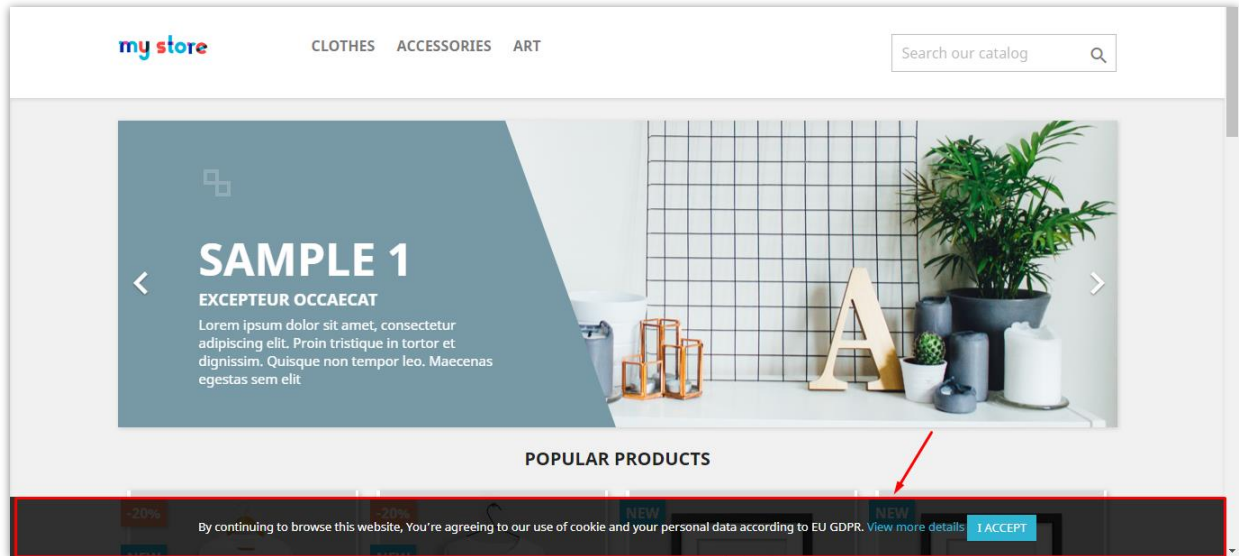 my store
CLOTHES ACCESSORIES ART
Search our catalog
SAMPLE 1
EXCEPTEUR OCCAECAT
Lorem ipsum dolor sit amet, consectetur
adipiscing elit. Proin tristique in tortor et
dignissim. Quisque non tempor leo. Maecenas
egestas sem elit
A
POPULAR PRODUCTS
-20% -20% NEW NEW
By continuing to browse this website, You're agreeing to our use of cookie and your personal data according to EU GDPR. View more details I ACCEPT
NEW NEW